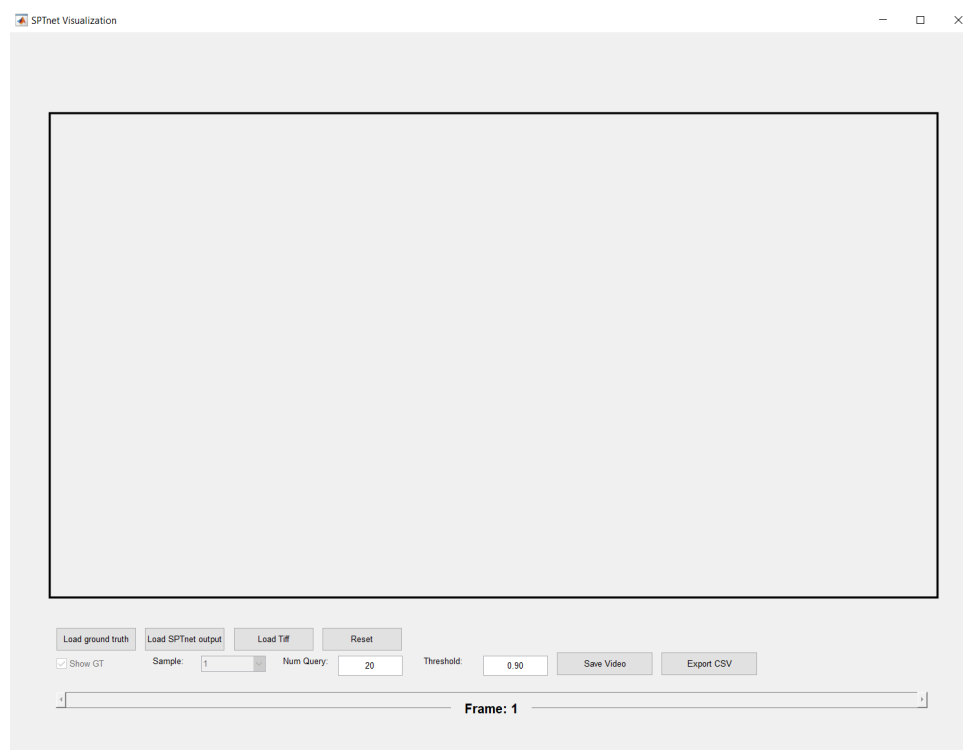 SPTnet Visualization
Load ground truth Load SPTnet output Load Tiff Reset
Show GT Sample: 1 Num Query: 20 Threshold: 0.90 Save Video Export CSV
Frame: 1